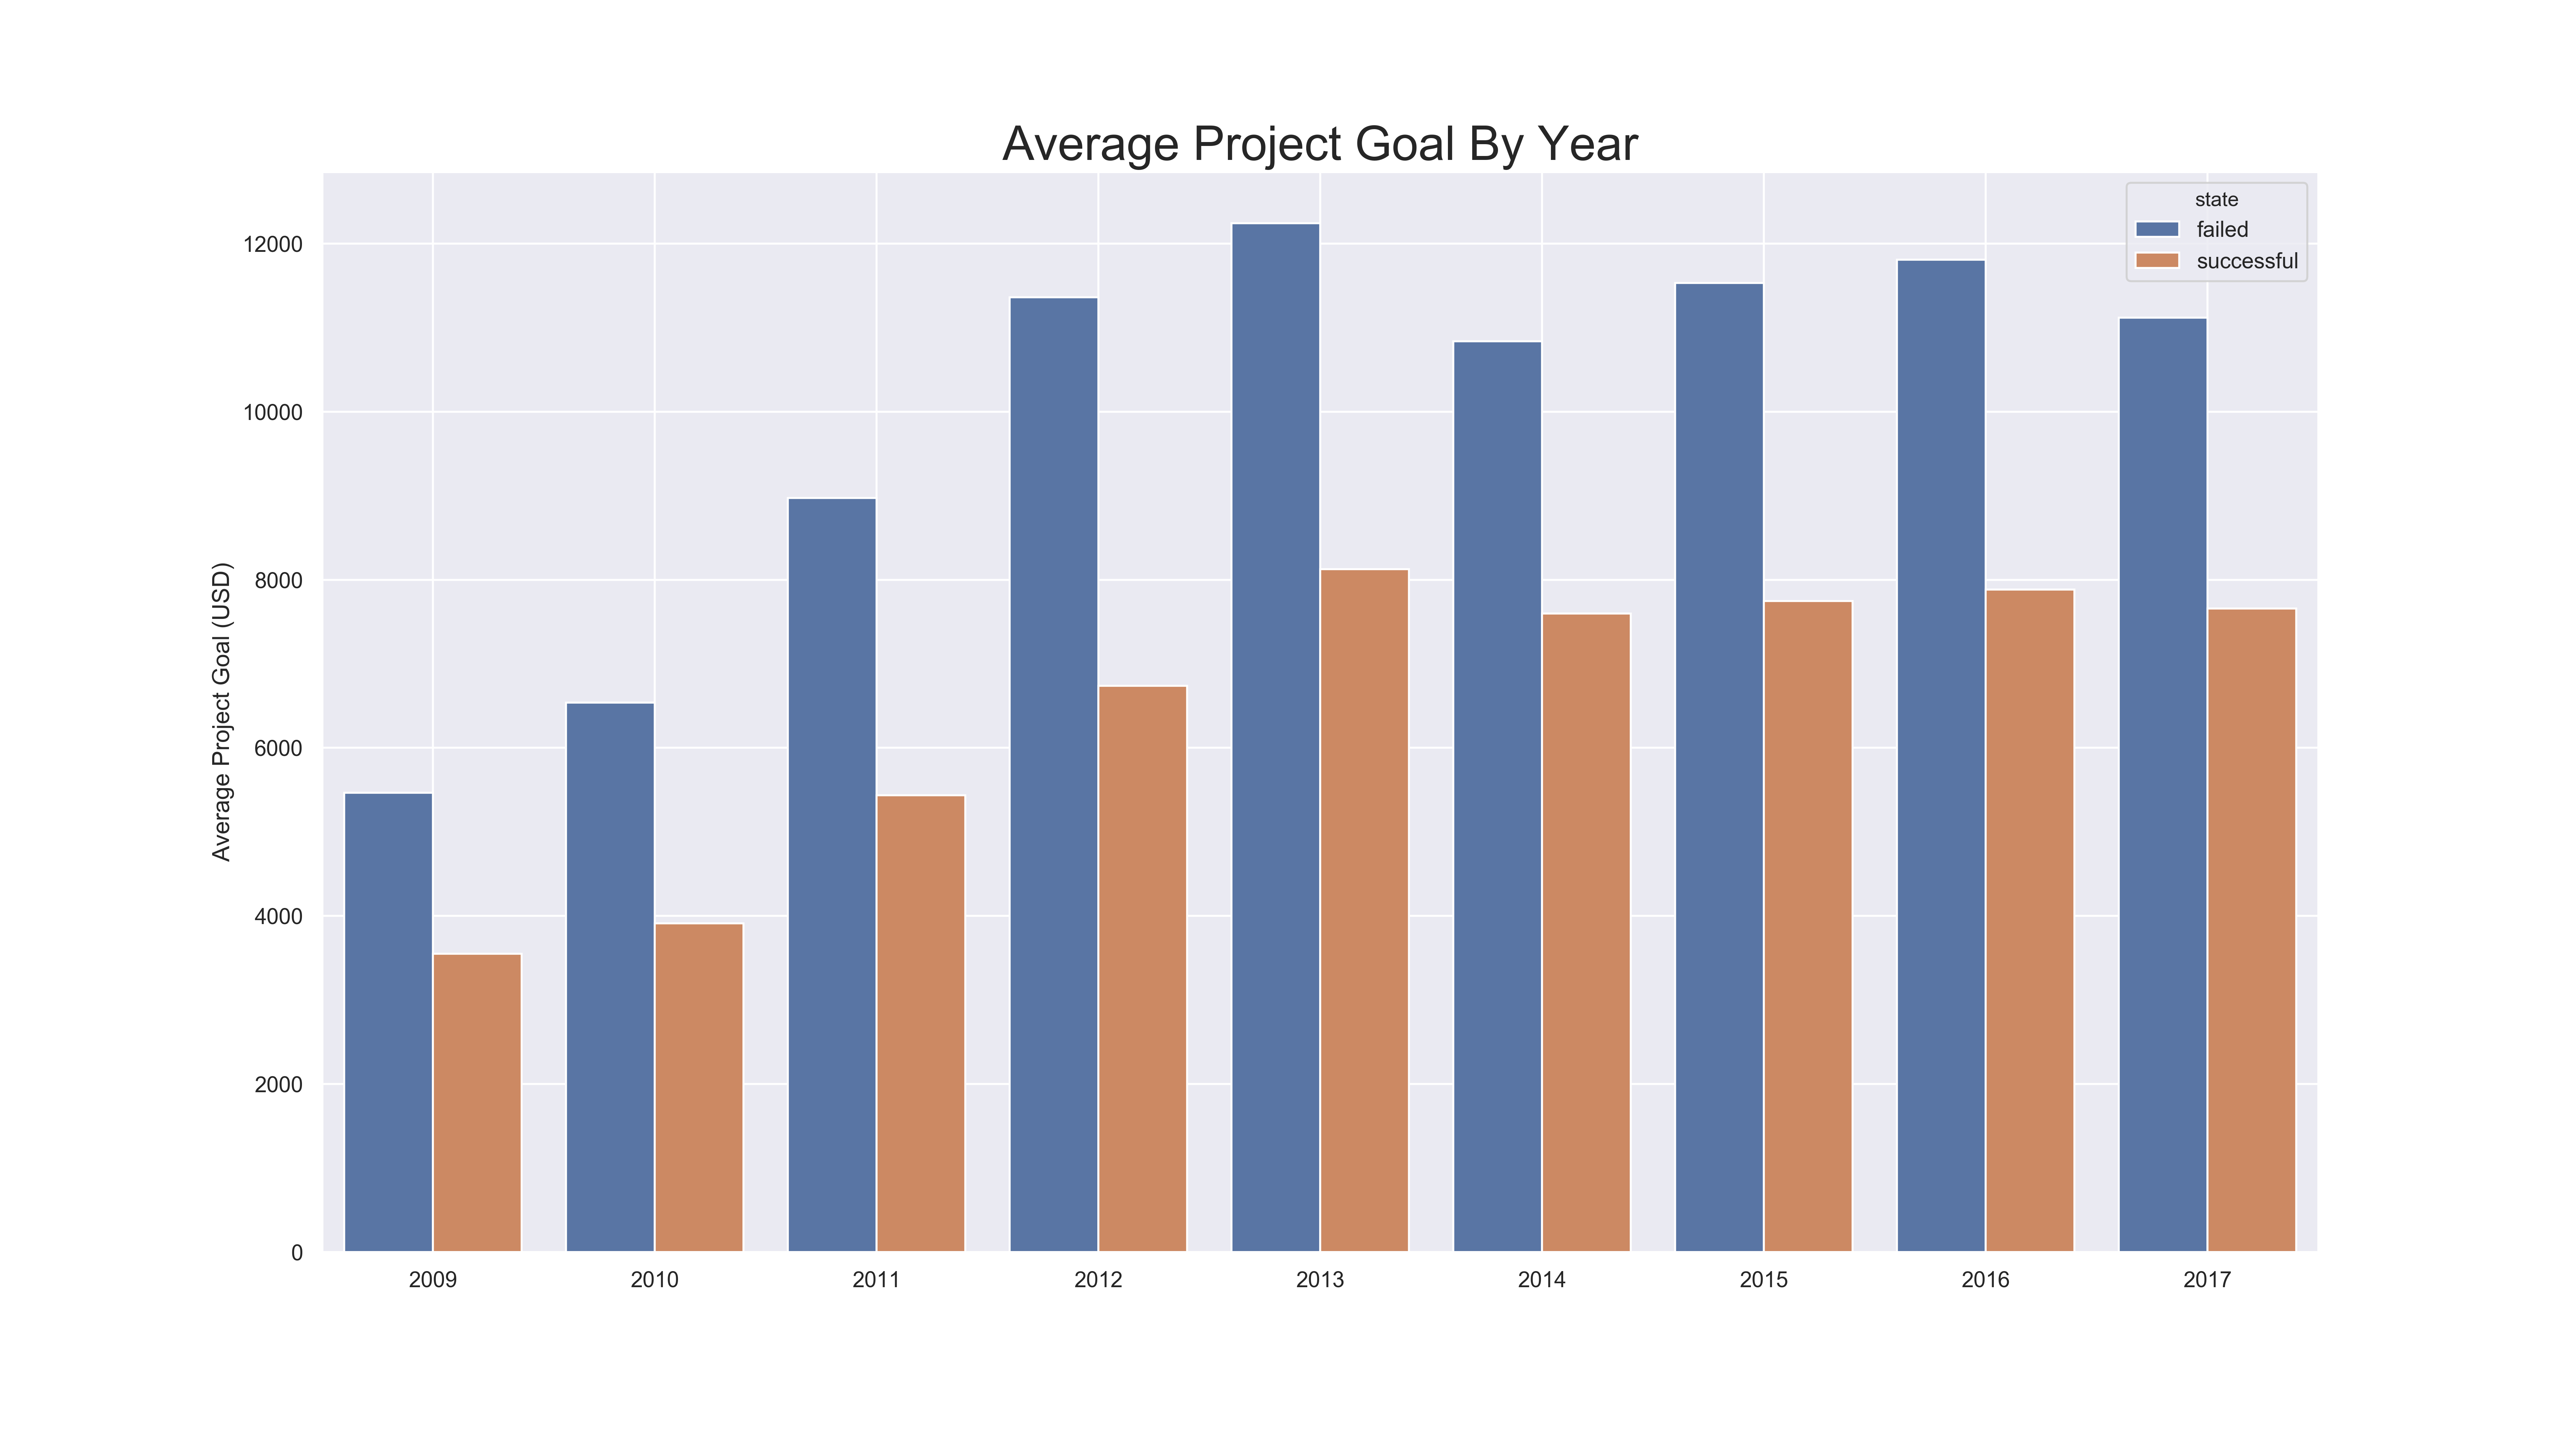 Average Project Goal By Year
state
failed
successful
Average Project Goal (USD)
12000
10000
8000
6000
4000
2000
0
2009 2010 2011 2012 2013 2014 2015 2016 2017